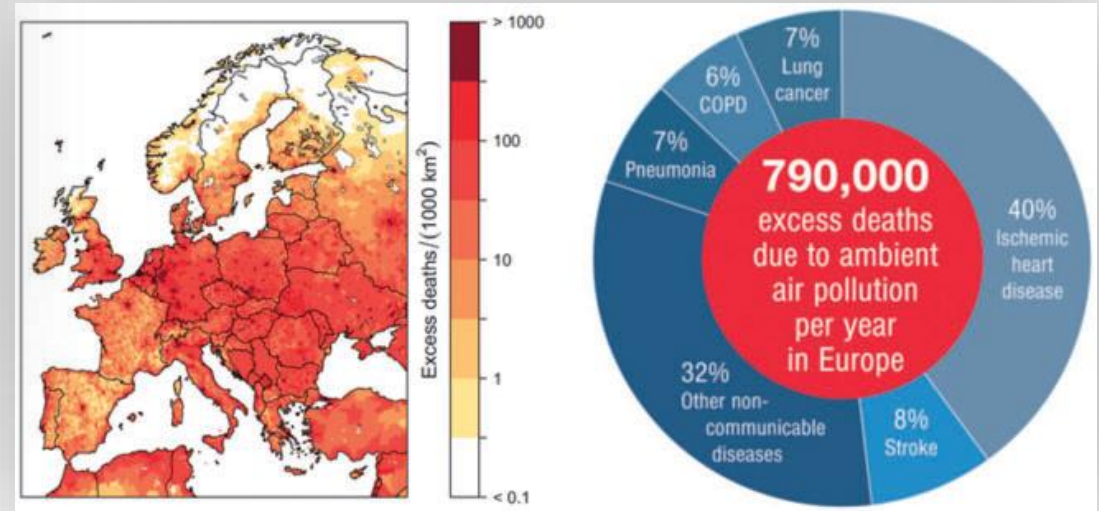 > 1000
100
10
1
< 0.1
Excess deaths/(1000 km²)
7%
Lung
cancer
6%
COPD
7%
Pneumonia
790,000
excess deaths
due to ambient
air pollution
per year
in Europe
40%
Ischemic
heart
disease
32%
Other non-
communicable
diseases
8%
Stroke